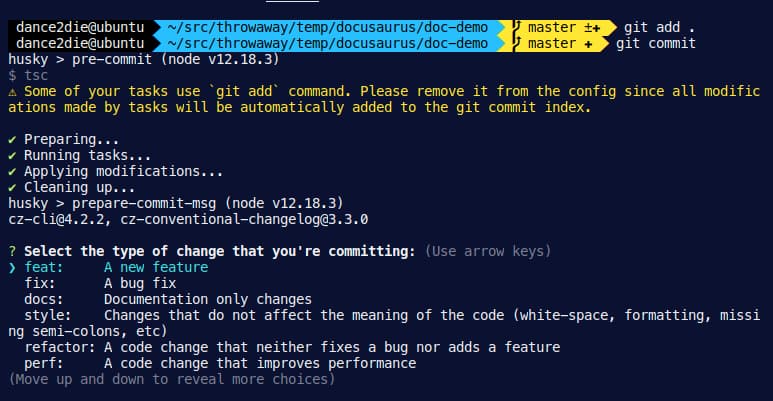 dance2die@ubuntu ~/src/throwaway/temp/docusaurus/doc-demo master ±✚ git add .
dance2die@ubuntu ~/src/throwaway/temp/docusaurus/doc-demo master ✚ git commit
husky > pre-commit (node v12.18.3)
$ tsc
⚠ Some of your tasks use `git add` command. Please remove it from the config since all modific
ations made by tasks will be automatically added to the git commit index.
✔ Preparing...
✔ Running tasks...
✔ Applying modifications...
✔ Cleaning up...
husky > prepare-commit-msg (node v12.18.3)
cz-cli@4.2.2, cz-conventional-changelog@3.3.0
? Select the type of change that you're committing: (Use arrow keys)
❯ feat: A new feature
fix: A bug fix
docs: Documentation only changes
style: Changes that do not affect the meaning of the code (white-space, formatting, missi
ng semi-colons, etc)
refactor: A code change that neither fixes a bug nor adds a feature
perf: A code change that improves performance
(Move up and down to reveal more choices)